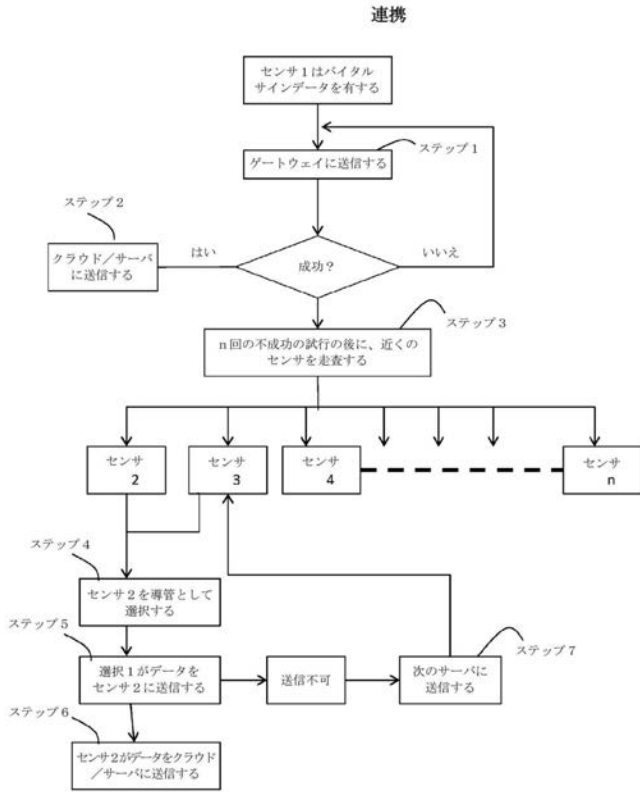 連携
センサ1はバイタル
サインデータを有する
ステップ1
ゲートウェイに送信する
ステップ2
クラウド/サーバ
に送信する
はい
成功?
いいえ
ステップ3
n回の不成功の試行の後に、近くの
センサを走査する
センサ
2
センサ
3
センサ
4
センサ
n
ステップ4
センサ2を導管として
選択する
ステップ5
選択1がデータを
センサ2に送信する
送信不可
ステップ7
次のサーバに
送信する
ステップ6
センサ2がデータをクラウド
/サーバに送信する